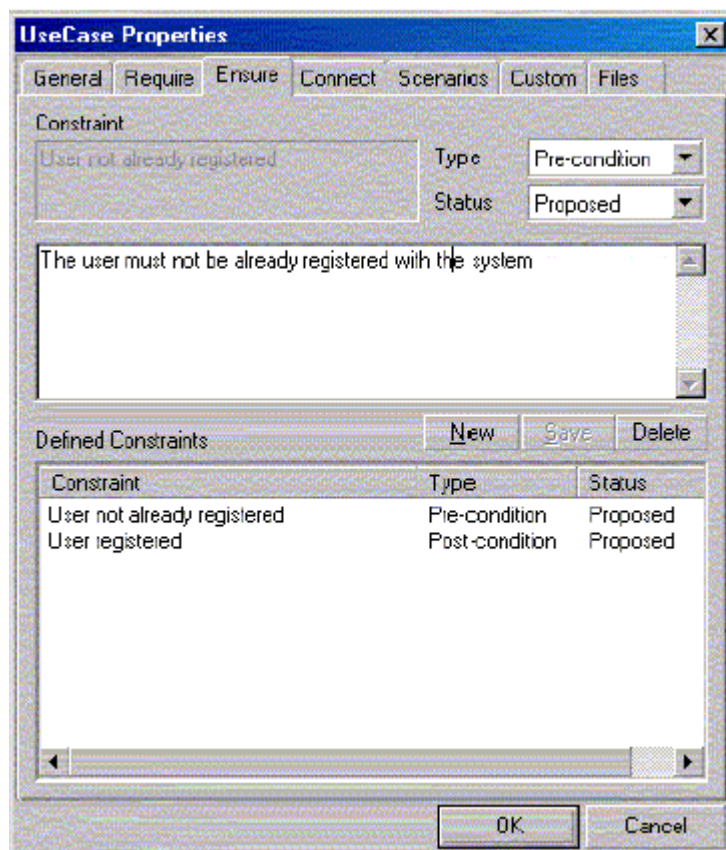 UseCase Properties
General Require Ensure Connect Scenarios Custom Files
Constraint
User not already registered
Type Pre-condition
Status Proposed
The user must not be already registered with the system
Defined Constraints New Save Delete
Constraint Type Status
User not already registered Pre-condition Proposed
User registered Post-condition Proposed
OK Cancel